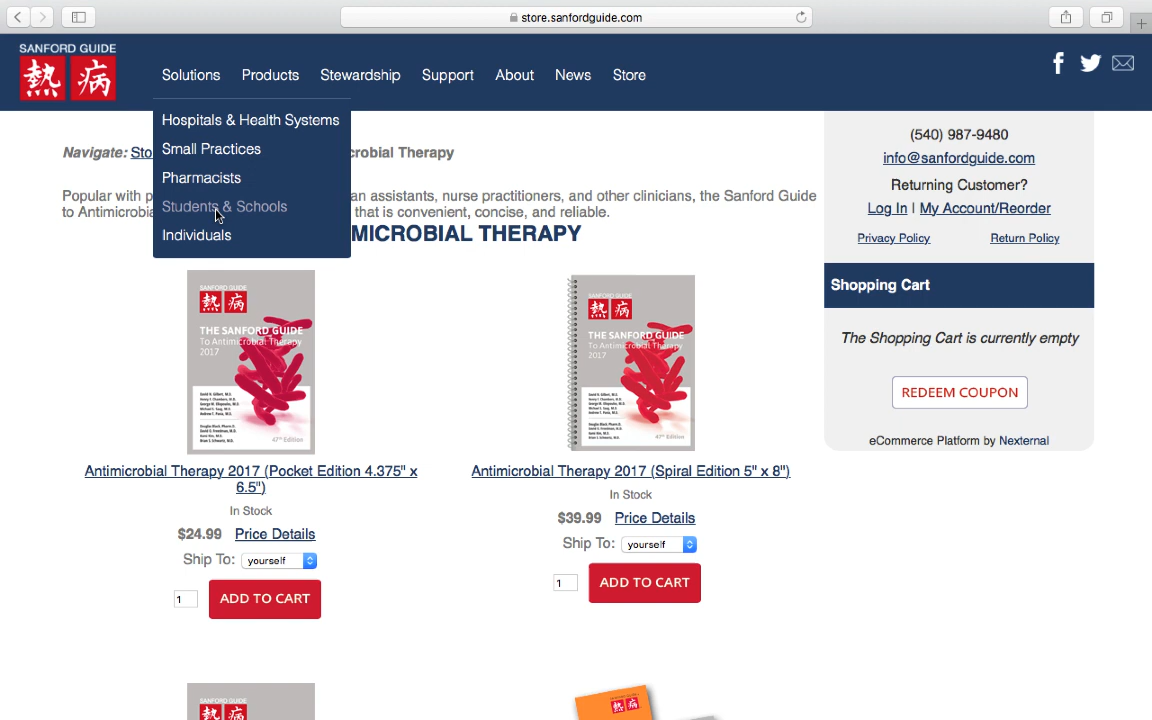 store.sanfordguide.com
SANFORD GUIDE
熱病
Solutions Products Stewardship Support About News Store
Hospitals & Health Systems
Small Practices
Pharmacists
Students & Schools
Individuals
Navigate: Sto crobial Therapy
Popular with p an assistants, nurse practitioners, and other clinicians, the Sanford Guide
to Antimicrobia that is convenient, concise, and reliable.
MICROBIAL THERAPY
(540) 987-9480
info@sanfordguide.com
Returning Customer?
Log In | My Account/Reorder
Privacy Policy Return Policy
Shopping Cart
The Shopping Cart is currently empty
REDEEM COUPON
eCommerce Platform by Nexternal
SANFORD GUIDE
熱病
THE SANFORD GUIDE
To Antimicrobial Therapy
2017
47th Edition
Antimicrobial Therapy 2017 (Pocket Edition 4.375" x
6.5")
In Stock
$24.99 Price Details
Ship To: yourself
1 ADD TO CART
SANFORD GUIDE
熱病
THE SANFORD GUIDE
To Antimicrobial Therapy
2017
47th Edition
Antimicrobial Therapy 2017 (Spiral Edition 5" x 8")
In Stock
$39.99 Price Details
Ship To: yourself
1 ADD TO CART
SANFORD GUIDE
熱病